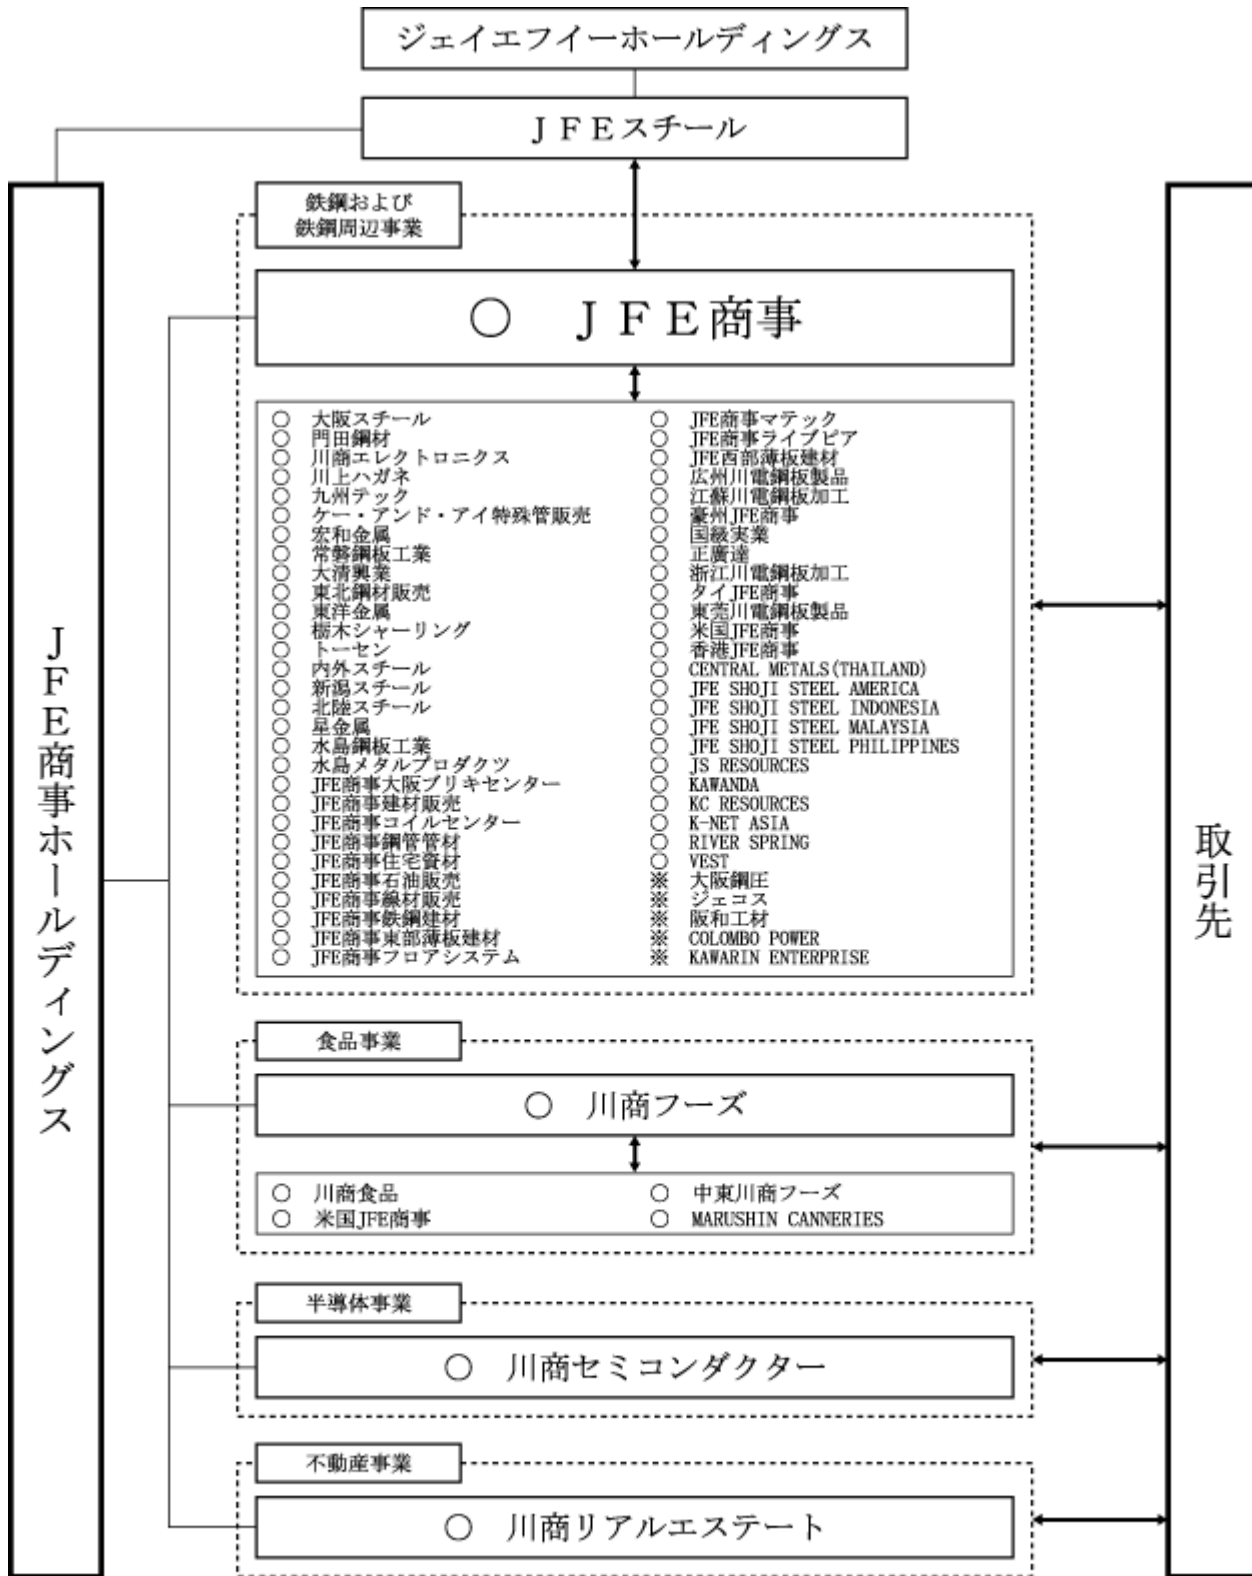 ジェイエフイーホールディングス
ＪＦＥスチール
鉄鋼および
鉄鋼周辺事業
○　ＪＦＥ商事
○ 大阪スチール
○ 門田鋼材
○ 川商エレクトロニクス
○ 川上ハガネ
○ 九州テック
○ ケー・アンド・アイ特殊管販売
○ 宏和金属
○ 常磐鋼板工業
○ 大清興業
○ 東北鋼材販売
○ 東洋金属
○ 栃木シャーリング
○ トーセン
○ 内外スチール
○ 新潟スチール
○ 北陸スチール
○ 星金属
○ 水島鋼板工業
○ 水島メタルプロダクツ
○ JFE商事大阪ブリキセンター
○ JFE商事建材販売
○ JFE商事コイルセンター
○ JFE商事鋼管管材
○ JFE商事住宅資材
○ JFE商事石油販売
○ JFE商事線材販売
○ JFE商事鉄鋼建材
○ JFE商事東部薄板建材
○ JFE商事フロアシステム
○ JFE商事マテック
○ JFE商事ライブピア
○ JFE西部薄板建材
○ 広州川電鋼板製品
○ 江蘇川電鋼板加工
○ 豪州JFE商事
○ 国級実業
○ 正廣達
○ 浙江川電鋼板加工
○ タイJFE商事
○ 東莞川電鋼板製品
○ 米国JFE商事
○ 香港JFE商事
○ CENTRAL METALS(THAILAND)
○ JFE SHOJI STEEL AMERICA
○ JFE SHOJI STEEL INDONESIA
○ JFE SHOJI STEEL MALAYSIA
○ JFE SHOJI STEEL PHILIPPINES
○ JS RESOURCES
○ KAWANDA
○ KC RESOURCES
○ K-NET ASIA
○ RIVER SPRING
○ VEST
※ 大阪鋼圧
※ ジェコス
※ 阪和工材
※ COLOMBO POWER
※ KAWARIN ENTERPRISE
食品事業
○　川商フーズ
○ 川商食品
○ 米国JFE商事
○ 中東川商フーズ
○ MARUSHIN CANNERIES
半導体事業
○　川商セミコンダクター
不動産事業
○　川商リアルエステート
ＪＦＥ商事ホールディングス
取引先